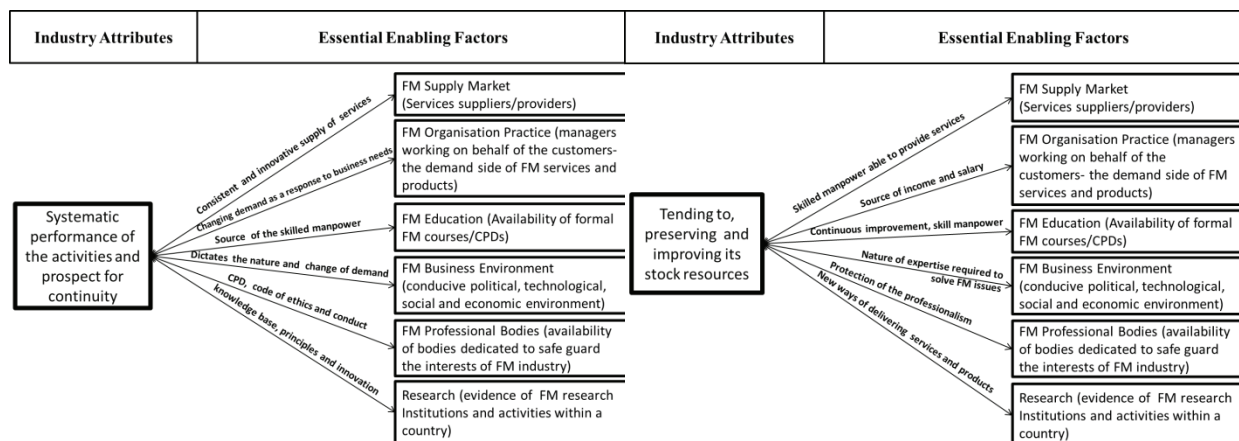 Industry Attributes
Essential Enabling Factors
Systematic
performance of
the activities and
prospect for
continuity
Consistent and innovative supply of services
Changing demand as a response to business needs
Source of the skilled manpower
Dictates the nature and change of demand
CPD, code of ethics and conduct
knowledge base, principles and innovation
FM Supply Market
(Services suppliers/providers)
FM Organisation Practice (managers
working on behalf of the customers-
the demand side of FM services and
products)
FM Education (Availability of formal
FM courses/CPDs)
FM Business Environment
(conducive political, technological,
social and economic environment)
FM Professional Bodies (availability
of bodies dedicated to safe guard
the interests of FM industry)
Research (evidence of FM research
Institutions and activities within a
country)
Industry Attributes
Essential Enabling Factors
Tending to,
preserving and
improving its
stock resources
Skilled manpower able to provide services
Source of income and salary
Continuous improvement, skill manpower
Nature of expertise required to
solve FM issues
Protection of the professionalism
New ways of delivering services and products
FM Supply Market
(Services suppliers/providers)
FM Organisation Practice (managers
working on behalf of the
customers- the demand side of FM
services and products)
FM Education (Availability of formal
FM courses/CPDs)
FM Business Environment
(conducive political, technological,
social and economic environment)
FM Professional Bodies (availability
of bodies dedicated to safe guard
the interests of FM industry)
Research (evidence of FM research
Institutions and activities within a
country)